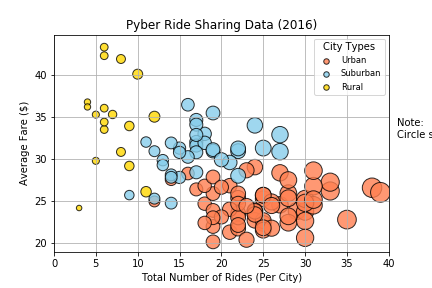 Pyber Ride Sharing Data (2016)
Average Fare ($)
40
35
30
25
20
City Types
Urban
Suburban
Rural
Note:
Circle
0 5 10 15 20 25 30 35 40
Total Number of Rides (Per City)